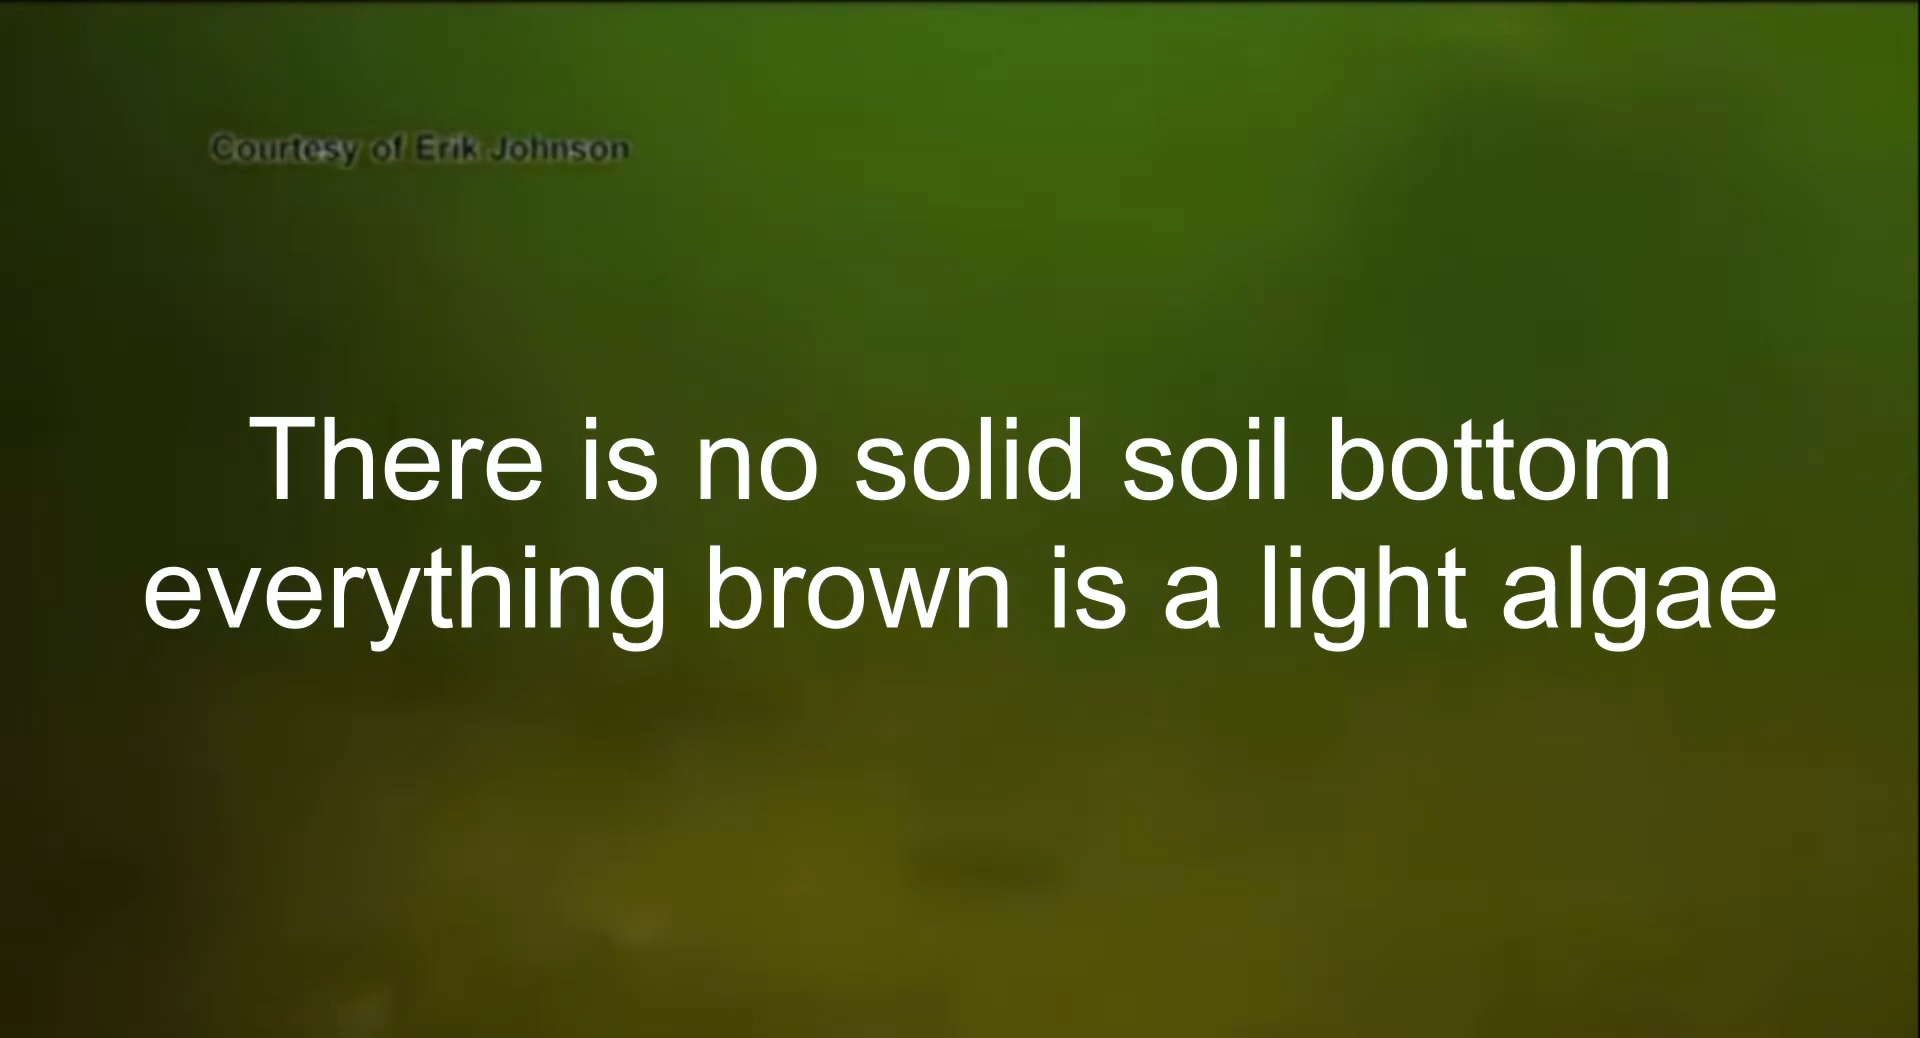 Courtesy of Erik Johnson
There is no solid soil bottom
everything brown is a light algae